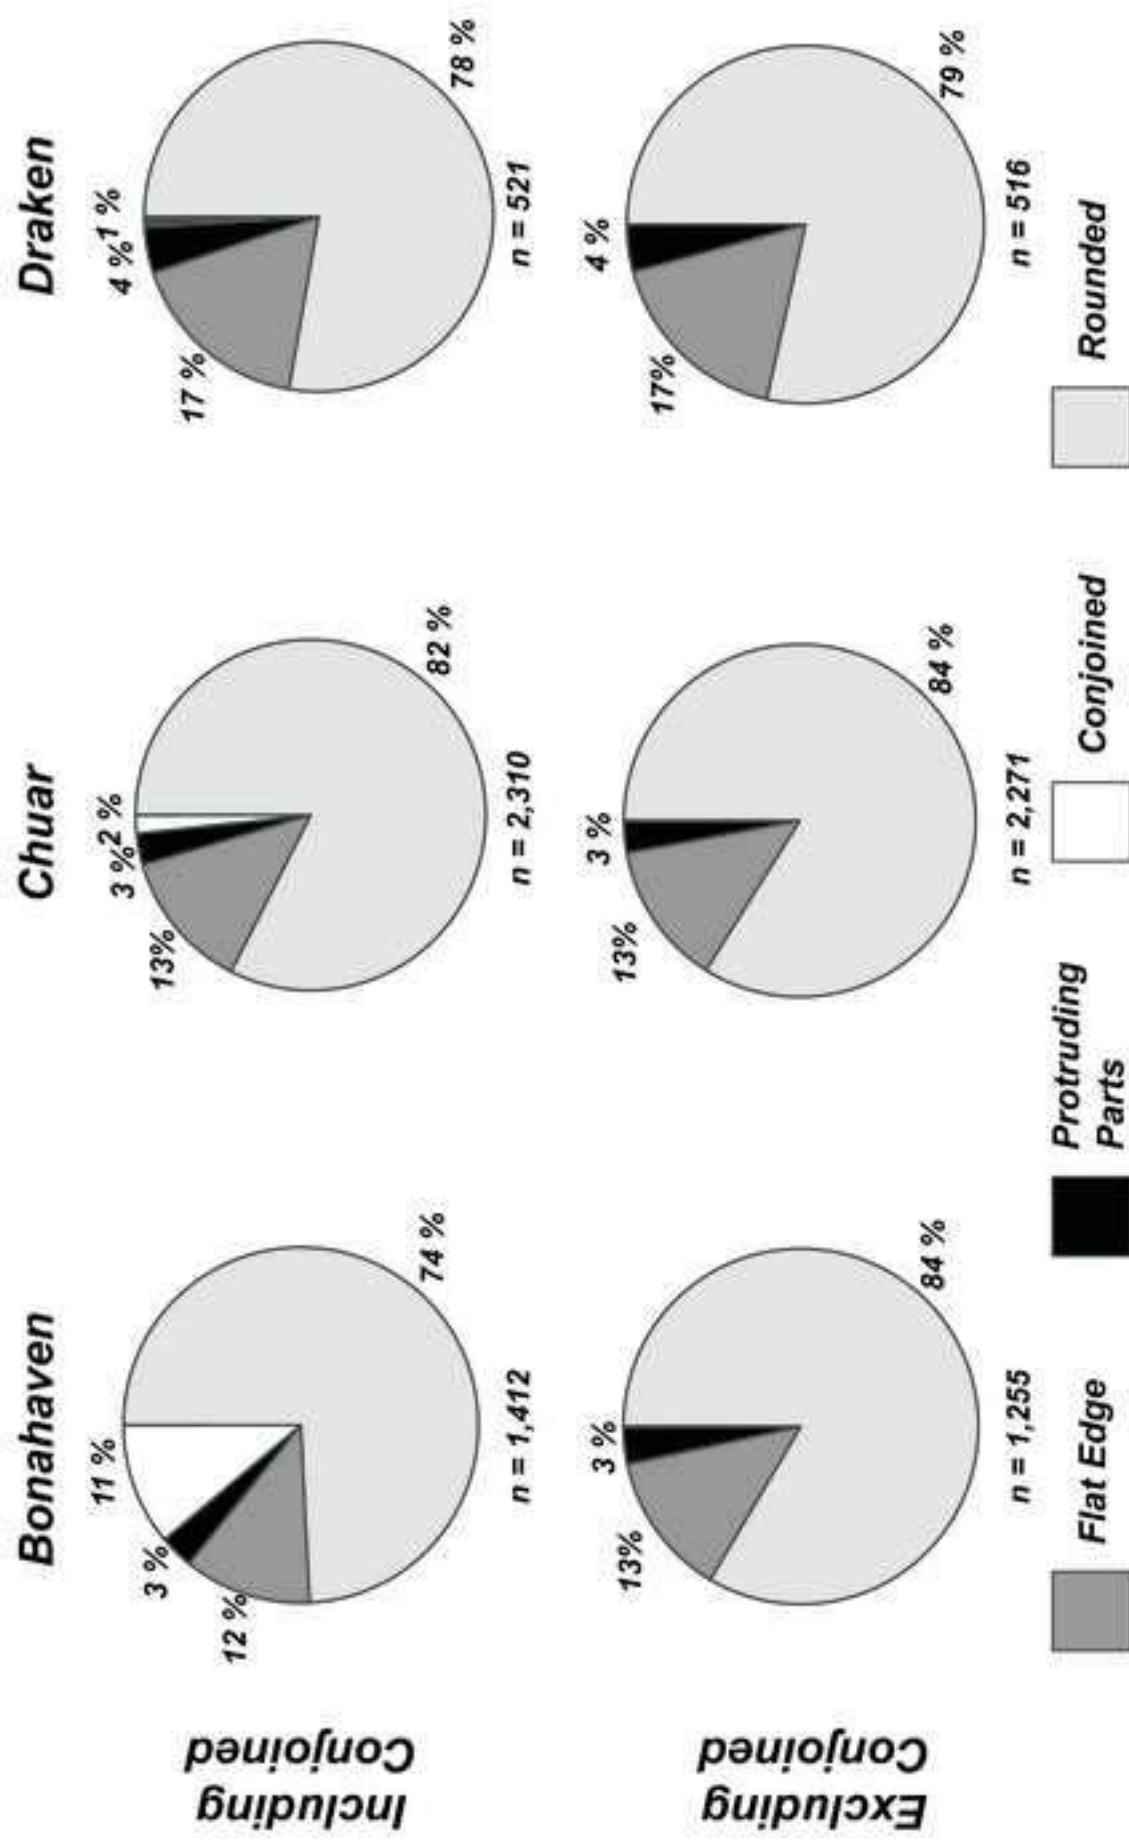 Bonahaven
Chuar
Draken
Including
Conjoined
11 %
3 %
12 %
74 %
n = 1,412
2 %
3 %
13%
82 %
n = 2,310
1 %
4 %
17 %
78 %
n = 521
Excluding
Conjoined
3 %
13%
84 %
n = 1,255
3 %
13%
84 %
n = 2,271
4 %
17%
79 %
n = 516
Flat Edge
Protruding
Parts
Conjoined
Rounded